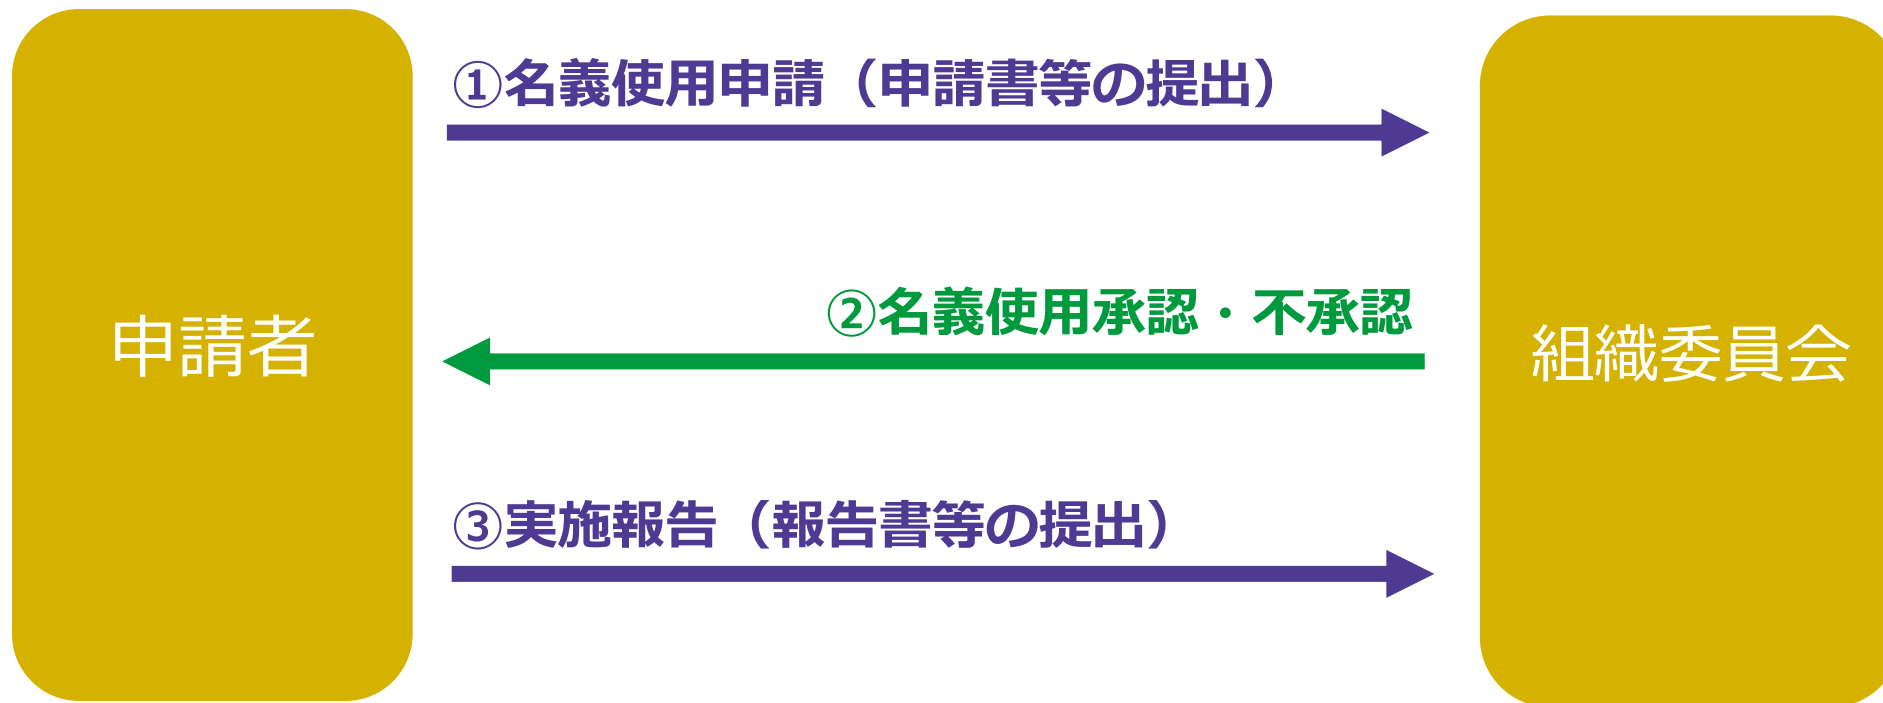 ①名義使用申請（申請書等の提出）
②名義使用承認・不承認
申請者
組織委員会
③実施報告（報告書等の提出）